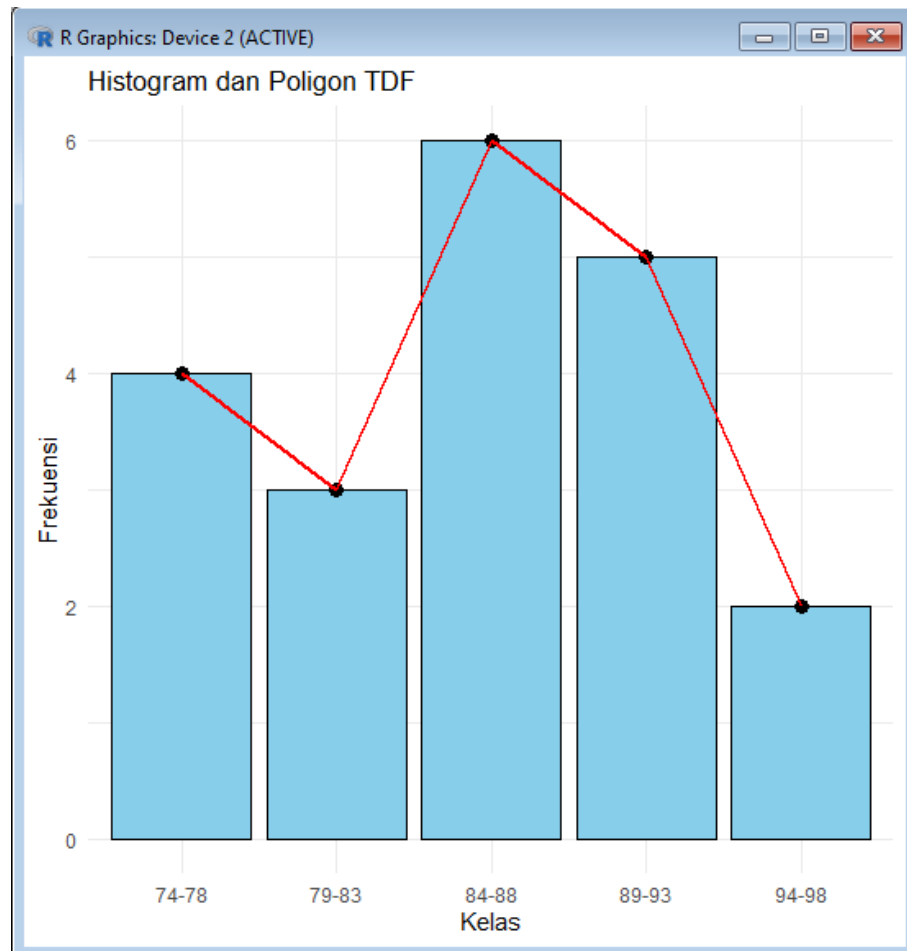 R Graphics: Device 2 (ACTIVE)
Histogram dan Poligon TDF
6
4
2
0
Frekuensi
74-78 79-83 84-88 89-93 94-98
Kelas